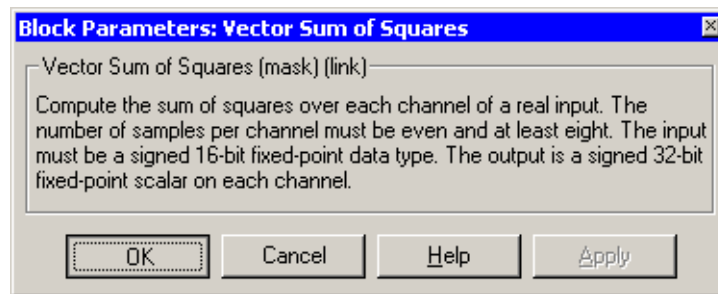 Block Parameters: Vector Sum of Squares
Vector Sum of Squares (mask) (link)
Compute the sum of squares over each channel of a real input. The
number of samples per channel must be even and at least eight. The input
must be a signed 16-bit fixed-point data type. The output is a signed 32-bit
fixed-point scalar on each channel.
OK Cancel Help Apply